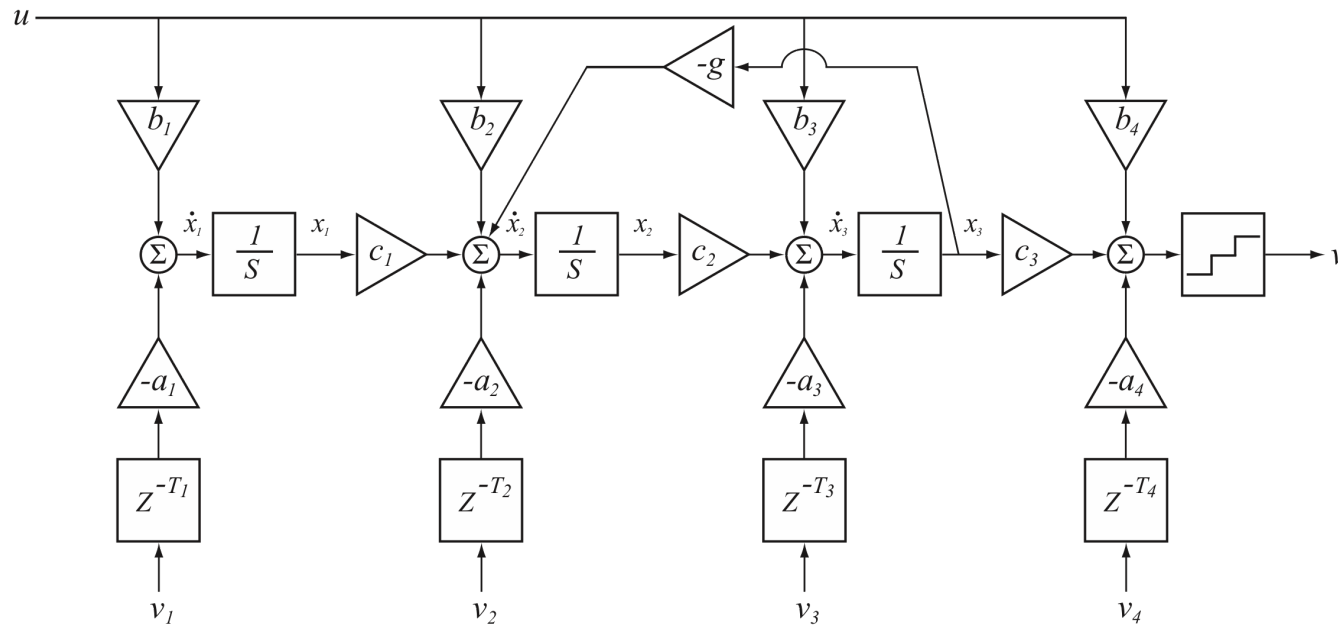 u
-g
b₁ b₂ b₃ b₄
ẋ₁ x₁ ẋ₂ x₂ ẋ₃ x₃
Σ 1/S c₁ Σ 1/S c₂ Σ 1/S c₃ Σ v
-a₁ -a₂ -a₃ -a₄
Z^-T₁ Z^-T₂ Z^-T₃ Z^-T₄
v₁ v₂ v₃ v₄